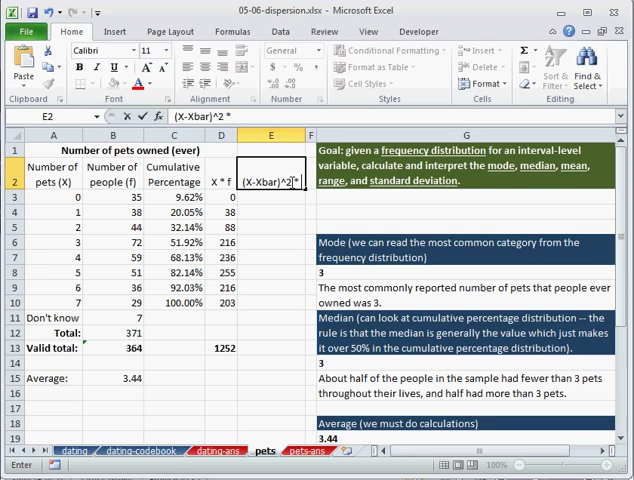 05-06-dispersion.xlsx - Microsoft Excel
File Home Insert Page Layout Formulas Data Review View Developer
Paste
Calibri 11
General
Conditional Formatting
Format as Table
Cell Styles
Insert
Delete
Format
Sort & Filter
Find & Select
Clipboard Font Alignment Number Styles Cells Editing
E2 (X-Xbar)^2 *
A B C D E F G
1 Number of pets owned (ever) Goal: given a frequency distribution for an interval-level
variable, calculate and interpret the mode, median, mean,
range, and standard deviation.
2 Number of pets (X) Number of people (f) Cumulative Percentage X * f (X-Xbar)^2 *
3 0 35 9.62% 0
4 1 38 20.05% 38
5 2 44 32.14% 88
6 3 72 51.92% 216 Mode (we can read the most common category from the
7 4 59 68.13% 236 frequency distribution)
8 5 51 82.14% 255 3
9 6 36 92.03% 216 The most commonly reported number of pets that people ever
10 7 29 100.00% 203 owned was 3.
11 Don't know 7 Median (can look at cumulative percentage distribution -- the
12 Total: 371 rule is that the median is generally the value which just makes
13 Valid total: 364 1252 it over 50% in the cumulative percentage distribution).
14 3
15 Average: 3.44 About half of the people in the sample had fewer than 3 pets
16 throughout their lives, and half had more than 3 pets.
17
18 Average (we must do calculations)
19 3.44
dating dating-codebook dating-ans pets pets-ans
Enter 100%